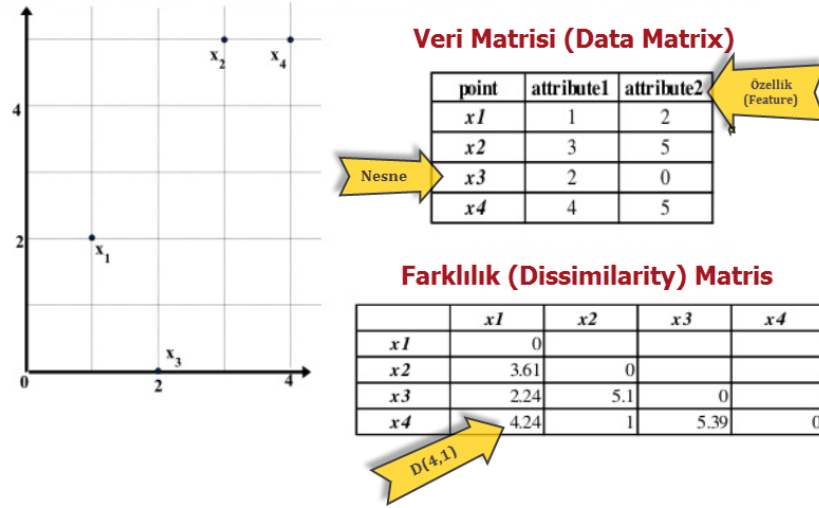 Veri Matrisi (Data Matrix)
point attribute1 attribute2
x1 1 2
x2 3 5
x3 2 0
x4 4 5
Özellik
(Feature)
Nesne
x2 x4
4
2
x1
x3
0 2 4
Farklılık (Dissimilarity) Matris
x1 x2 x3 x4
x1 0
x2 3.61 0
x3 2.24 5.1 0
x4 4.24 1 5.39 0
D(4,1)